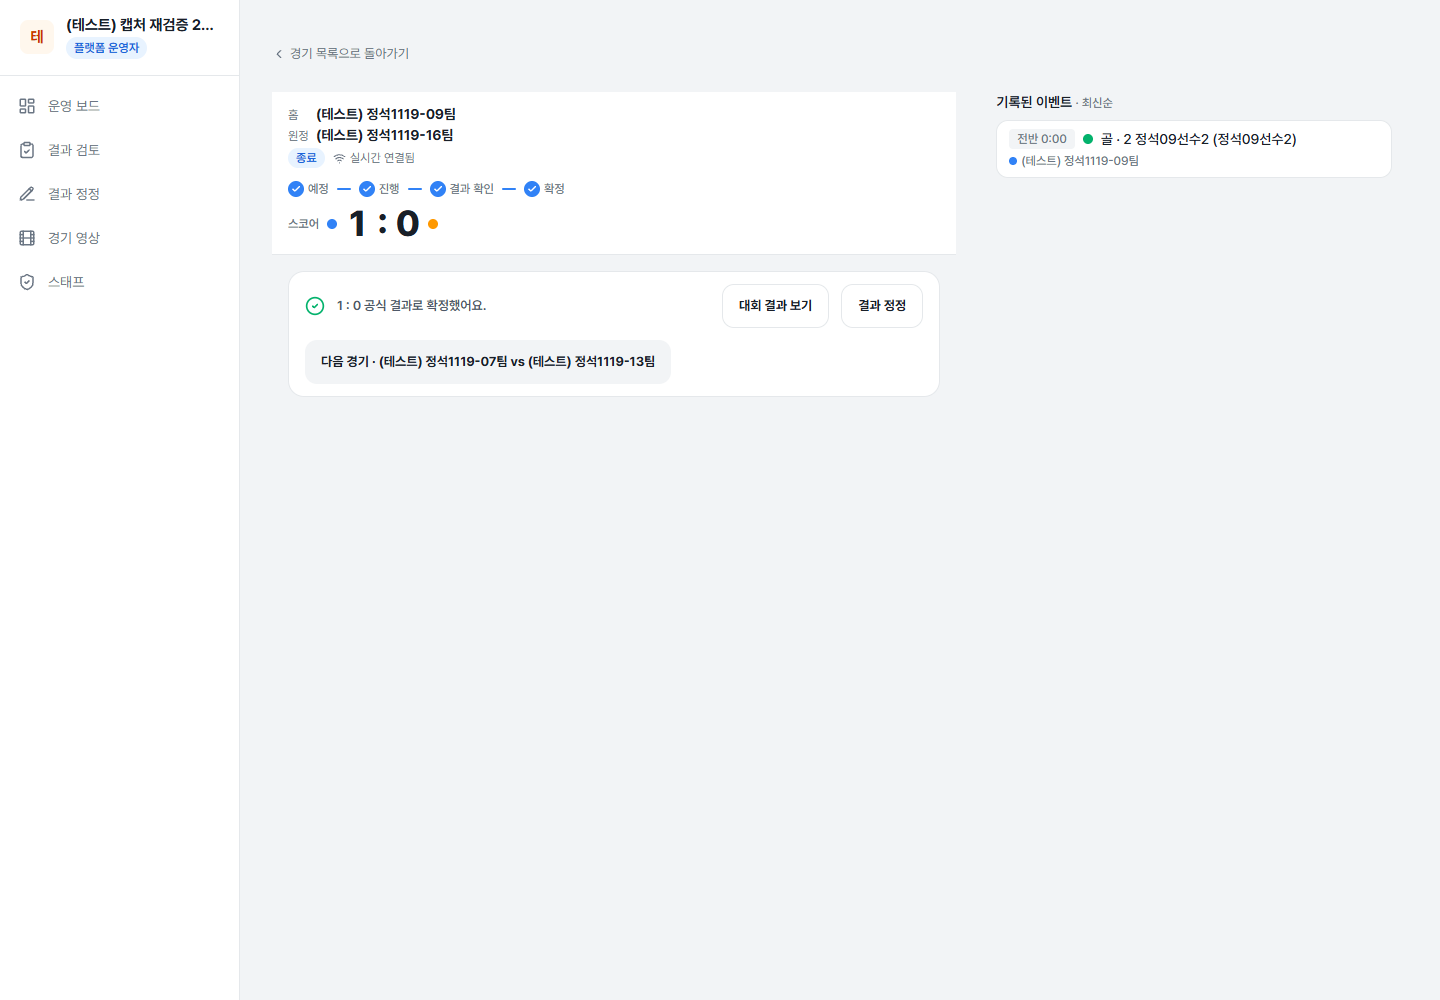 테
(테스트) 캡처 재검증 2...
플랫폼 운영자
운영 보드
결과 검토
결과 정정
경기 영상
스태프
경기 목록으로 돌아가기
홈 (테스트) 정석1119-09팀
원정 (테스트) 정석1119-16팀
종료 실시간 연결됨
예정 진행 결과 확인 확정
스코어 1 : 0
1 : 0 공식 결과로 확정했어요.
대회 결과 보기
결과 정정
다음 경기 · (테스트) 정석1119-07팀 vs (테스트) 정석1119-13팀
기록된 이벤트 · 최신순
전반 0:00 골 · 2 정석09선수2 (정석09선수2)
(테스트) 정석1119-09팀